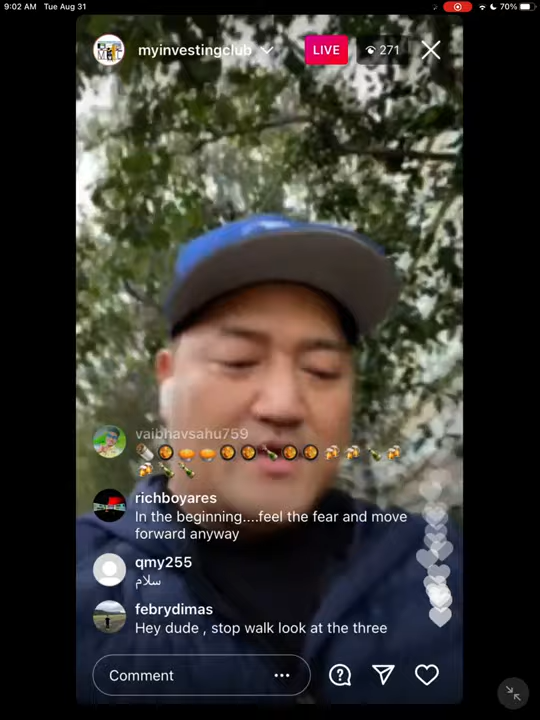 9:02 AM Tue Aug 31
70%
myinvestingclub
LIVE
271
vaibhavsahu759
richboyares
In the beginning....feel the fear and move
forward anyway
qmy255
سلام
febrydimas
Hey dude , stop walk look at the three
Comment